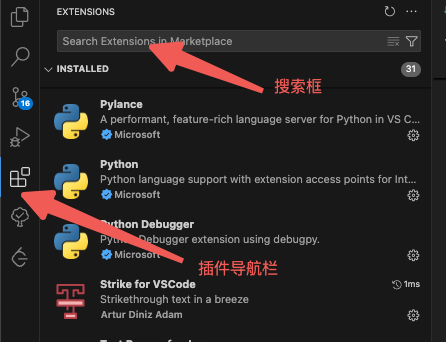 EXTENSIONS
Search Extensions in Marketplace
搜索框
INSTALLED
31
16
Pylance
A performant, feature-rich language server for Python in VS C...
Microsoft
Python
Python language support with extension access points for Int...
Microsoft
Python Debugger
Python Debugger extension using debugpy.
Microsoft
插件导航栏
Strike for VSCode
1ms
Strikethrough text in a breeze
Artur Diniz Adam